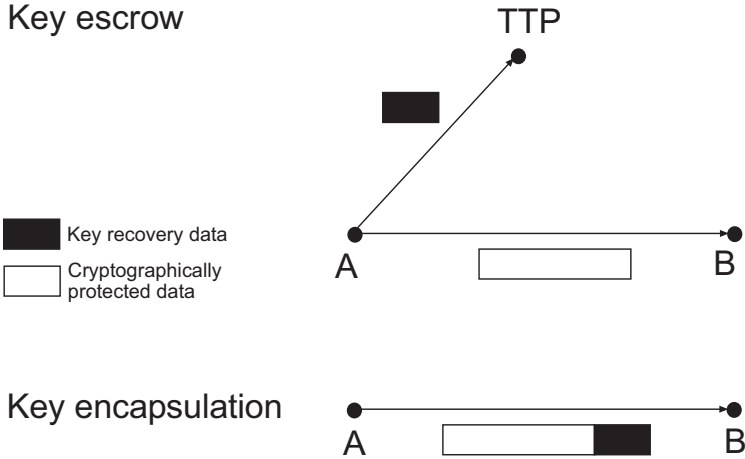 Key escrow
TTP
Key recovery data
Cryptographically
protected data
A
B
Key encapsulation
A
B